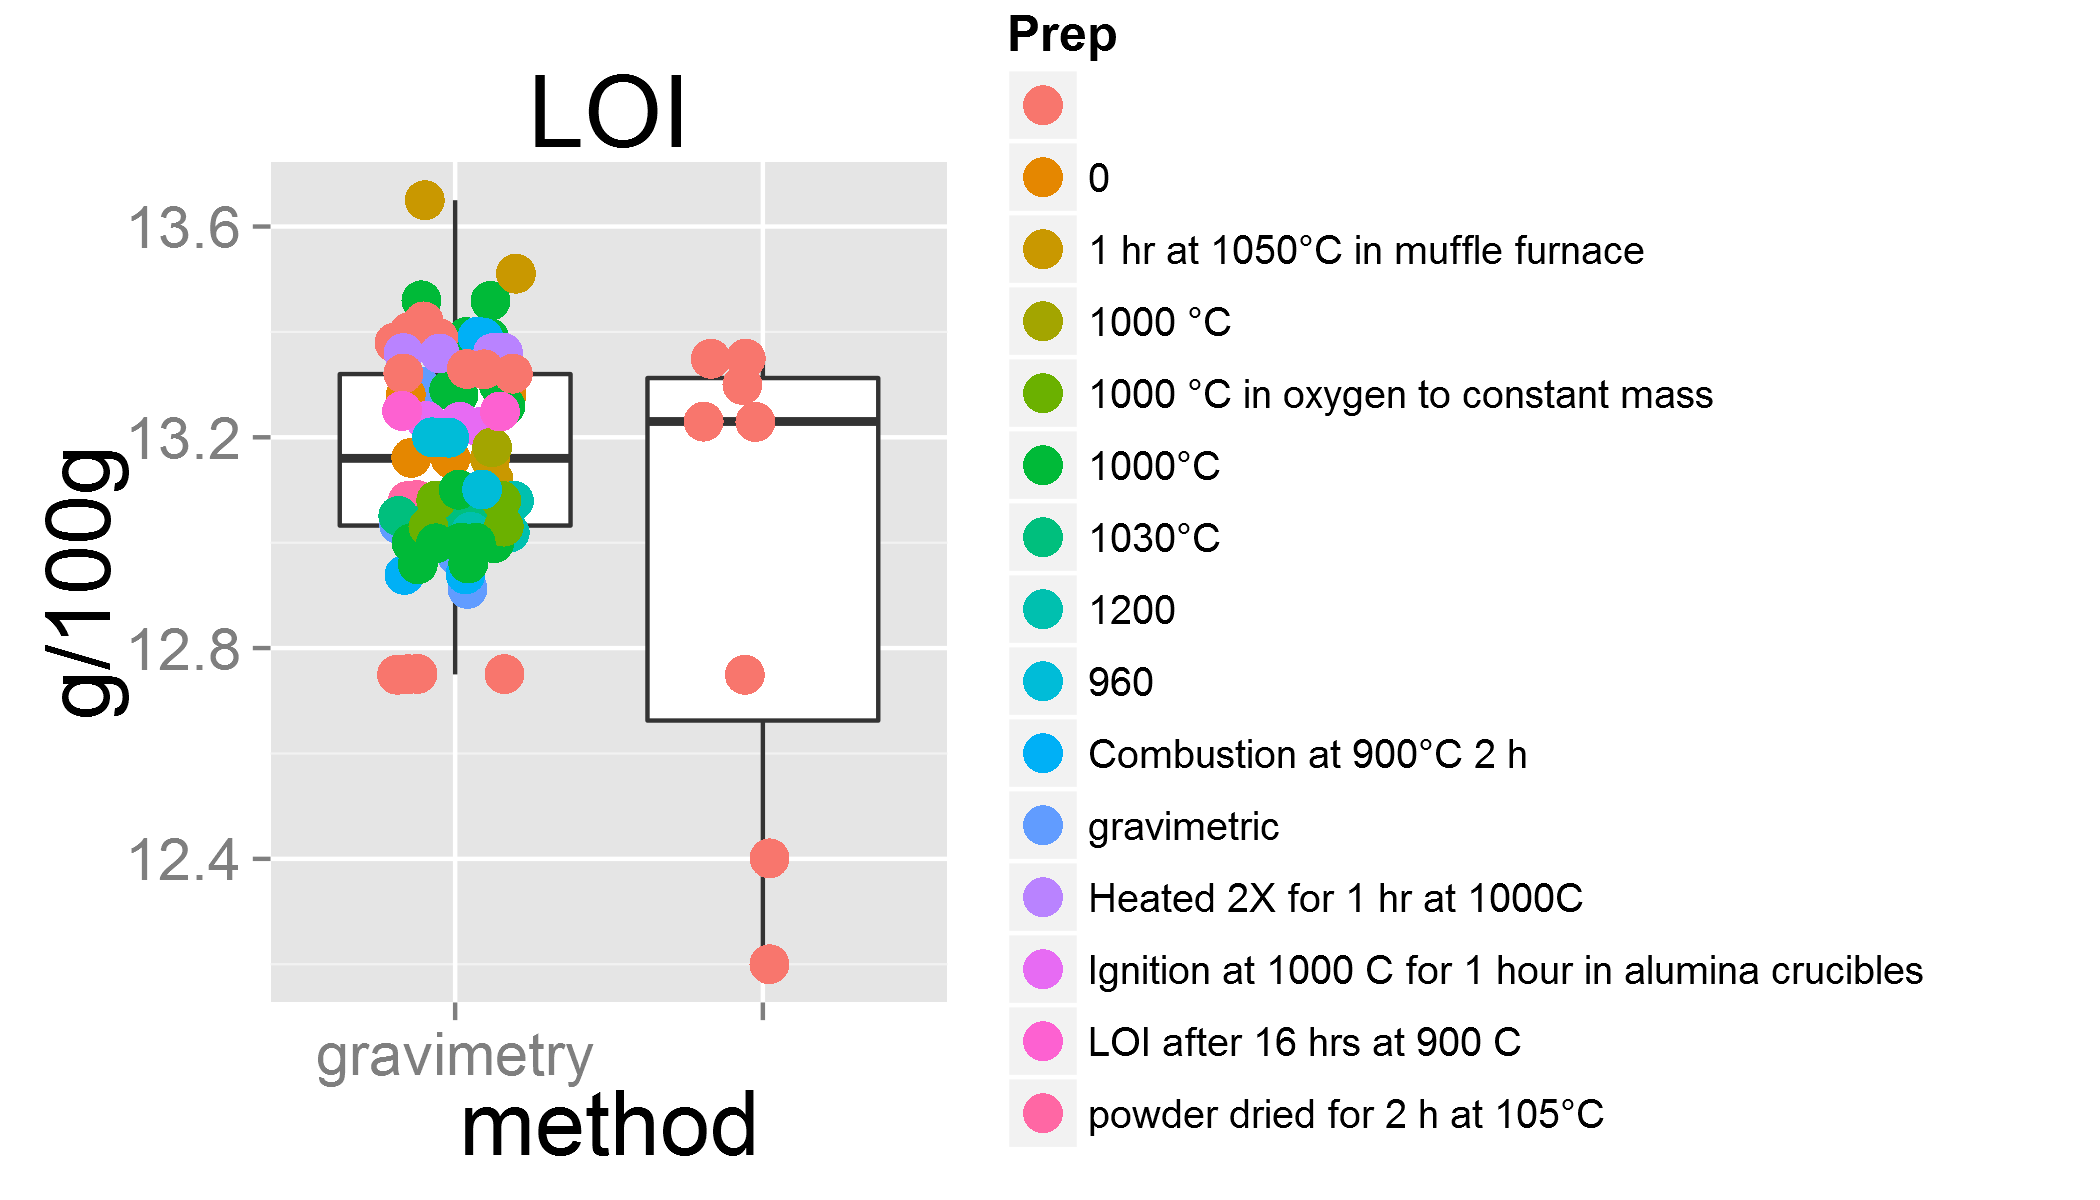 LOI
g/100g
13.6
13.2
12.8
12.4
gravimetry
method
Prep
0
1 hr at 1050°C in muffle furnace
1000 °C
1000 °C in oxygen to constant mass
1000°C
1030°C
1200
960
Combustion at 900°C 2 h
gravimetric
Heated 2X for 1 hr at 1000C
Ignition at 1000 C for 1 hour in alumina crucibles
LOI after 16 hrs at 900 C
powder dried for 2 h at 105°C